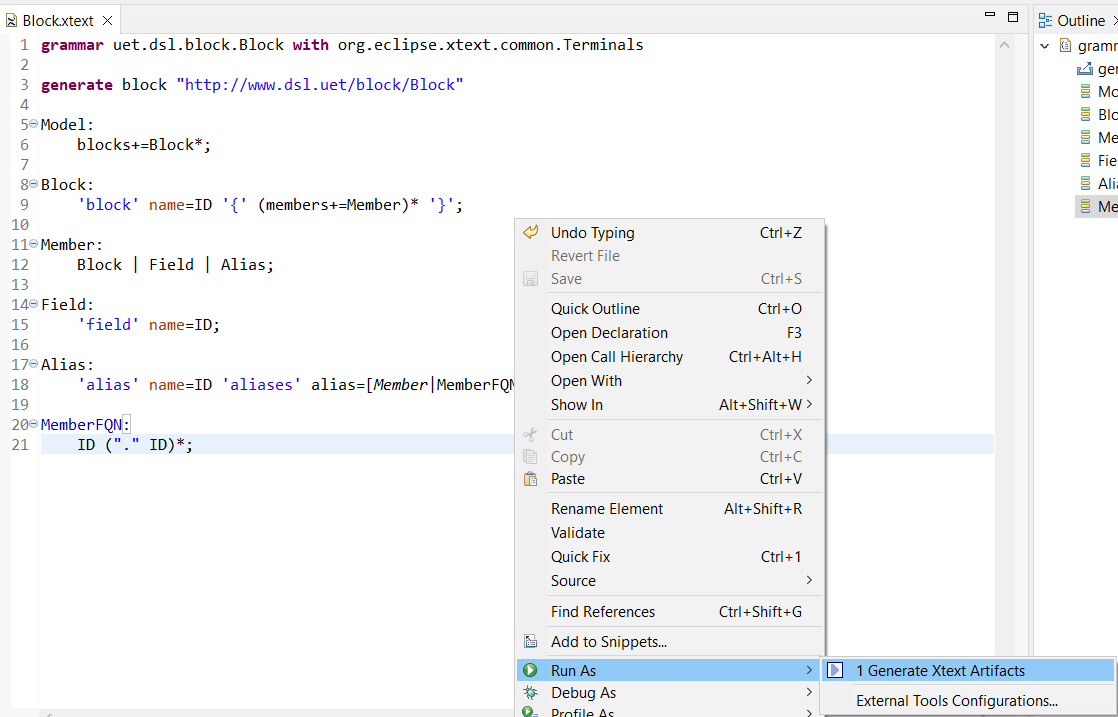 Block.xtext
1 grammar uet.dsl.block.Block with org.eclipse.xtext.common.Terminals
2
3 generate block "http://www.dsl.uet/block/Block"
4
5 Model:
6 blocks+=Block*;
7
8 Block:
9 'block' name=ID '{' (members+=Member)* '}';
10
11 Member:
12 Block | Field | Alias;
13
14 Field:
15 'field' name=ID;
16
17 Alias:
18 'alias' name=ID 'aliases' alias=[Member|MemberFQN
19
20 MemberFQN:
21 ID ("." ID)*;
Undo Typing Ctrl+Z
Revert File
Save Ctrl+S
Quick Outline Ctrl+O
Open Declaration F3
Open Call Hierarchy Ctrl+Alt+H
Open With
Show In Alt+Shift+W
Cut Ctrl+X
Copy Ctrl+C
Paste Ctrl+V
Rename Element Alt+Shift+R
Validate
Quick Fix Ctrl+1
Source
Find References Ctrl+Shift+G
Add to Snippets...
Run As
Debug As
Profile As
1 Generate Xtext Artifacts
External Tools Configurations...
Outline
gramm
ger
Mo
Blo
Me
Fie
Alia
Me